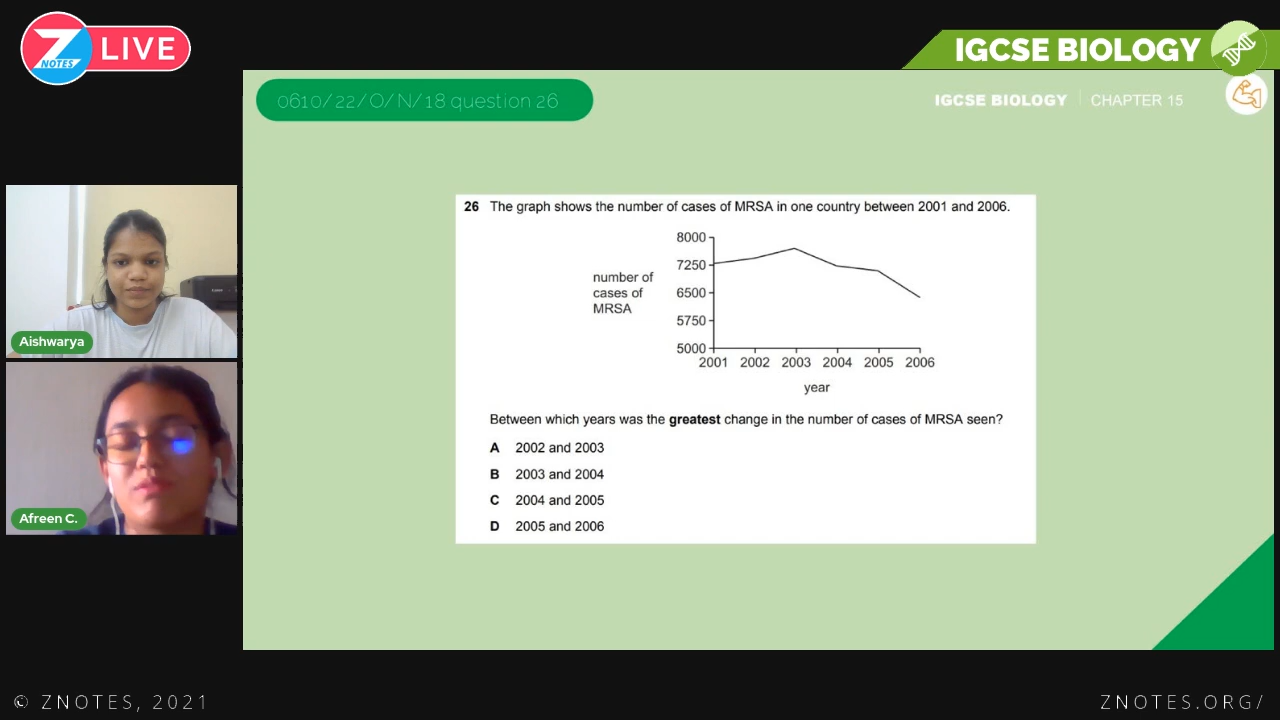 Z NOTES LIVE
IGCSE BIOLOGY
0610/22/O/N/18 question 26
IGCSE BIOLOGY CHAPTER 15
26 The graph shows the number of cases of MRSA in one country between 2001 and 2006.
8000
7250
6500
5750
5000
number of
cases of
MRSA
2001 2002 2003 2004 2005 2006
year
Between which years was the greatest change in the number of cases of MRSA seen?
A 2002 and 2003
B 2003 and 2004
C 2004 and 2005
D 2005 and 2006
Aishwarya
Afreen C.
© ZNOTES, 2021
ZNOTES.ORG/